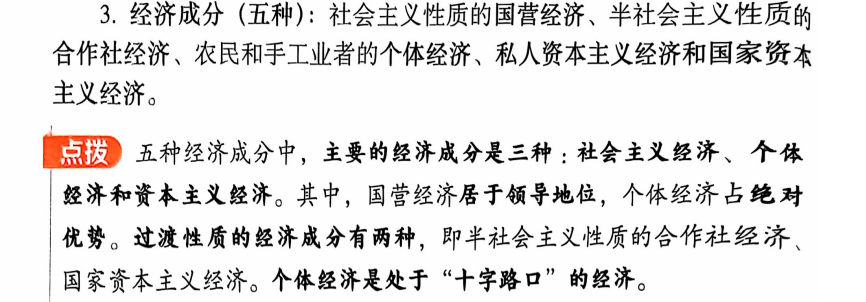 3. 经济成分（五种）：社会主义性质的国营经济、半社会主义性质的
合作社经济、农民和手工业者的个体经济、私人资本主义经济和国家资本
主义经济。
点拨 五种经济成分中，主要的经济成分是三种：社会主义经济、个体
经济和资本主义经济。其中，国营经济居于领导地位，个体经济占绝对
优势。过渡性质的经济成分有两种，即半社会主义性质的合作社经济、
国家资本主义经济。个体经济是处于“十字路口”的经济。